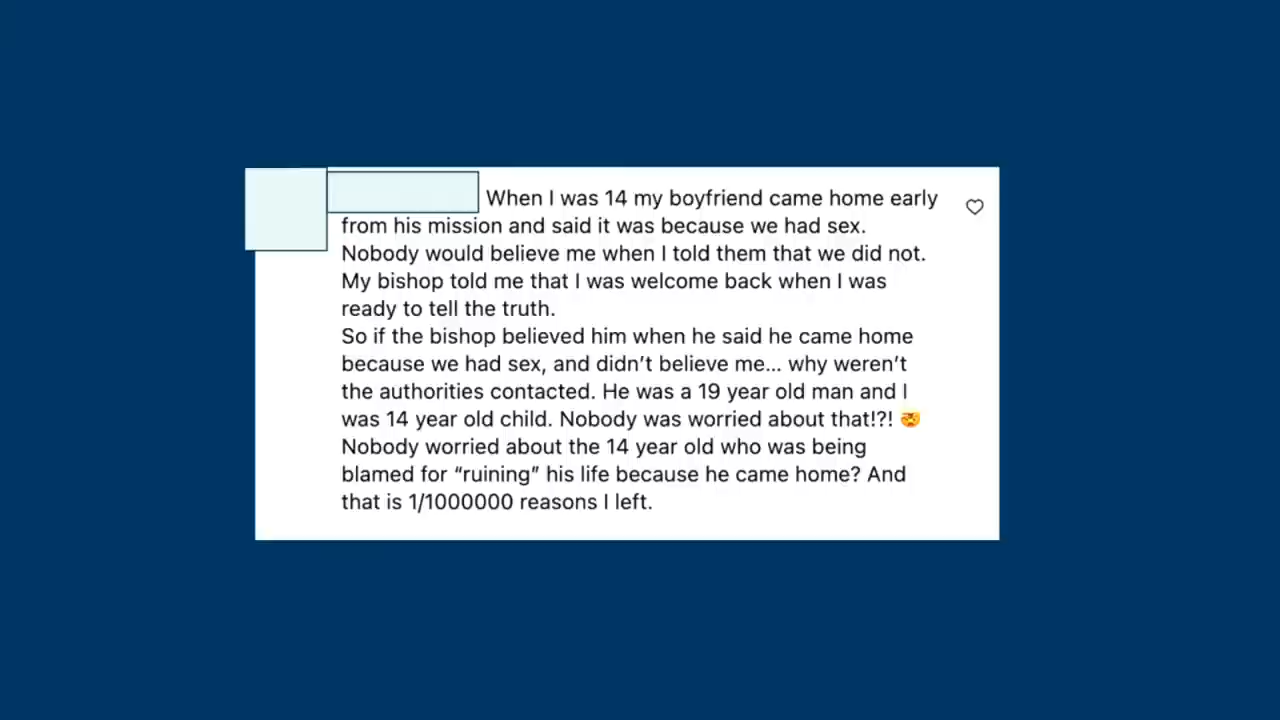 When I was 14 my boyfriend came home early
from his mission and said it was because we had sex.
Nobody would believe me when I told them that we did not.
My bishop told me that I was welcome back when I was
ready to tell the truth.
So if the bishop believed him when he said he came home
because we had sex, and didn’t believe me... why weren’t
the authorities contacted. He was a 19 year old man and I
was 14 year old child. Nobody was worried about that!?! 🤯
Nobody worried about the 14 year old who was being
blamed for “ruining” his life because he came home? And
that is 1/1000000 reasons I left.